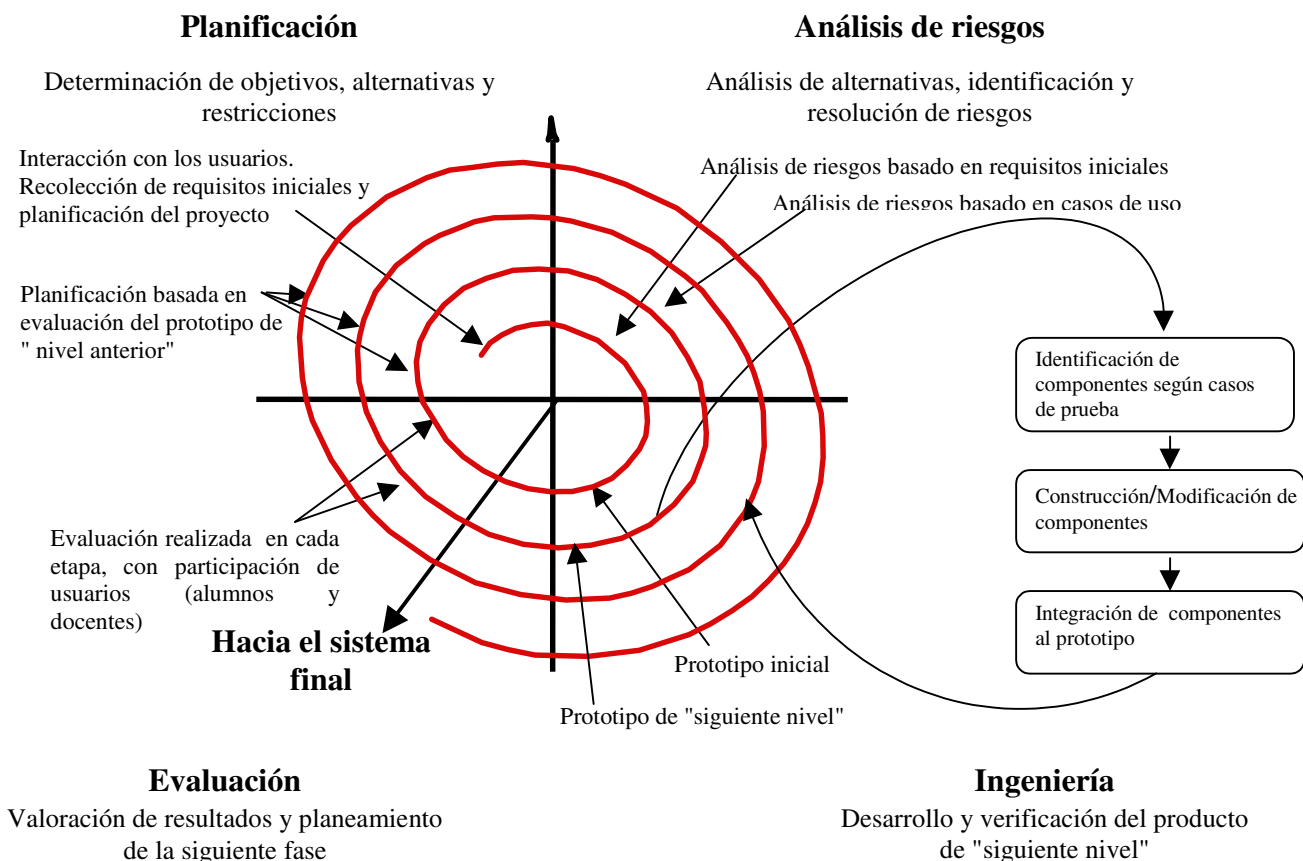 Planificación
Determinación de objetivos, alternativas y
restricciones
Interacción con los usuarios.
Recolección de requisitos iniciales y
planificación del proyecto
Planificación basada en
evaluación del prototipo de
" nivel anterior"
Análisis de riesgos
Análisis de alternativas, identificación y
resolución de riesgos
Análisis de riesgos basado en requisitos iniciales
Análisis de riesgos basado en casos de uso
Identificación de
componentes según casos
de prueba
Construcción/Modificación de
componentes
Integración de componentes
al prototipo
Evaluación realizada en cada
etapa, con participación de
usuarios (alumnos y
docentes)
Hacia el sistema
final
Prototipo inicial
Prototipo de "siguiente nivel"
Evaluación
Valoración de resultados y planeamiento
de la siguiente fase
Ingeniería
Desarrollo y verificación del producto
de "siguiente nivel"